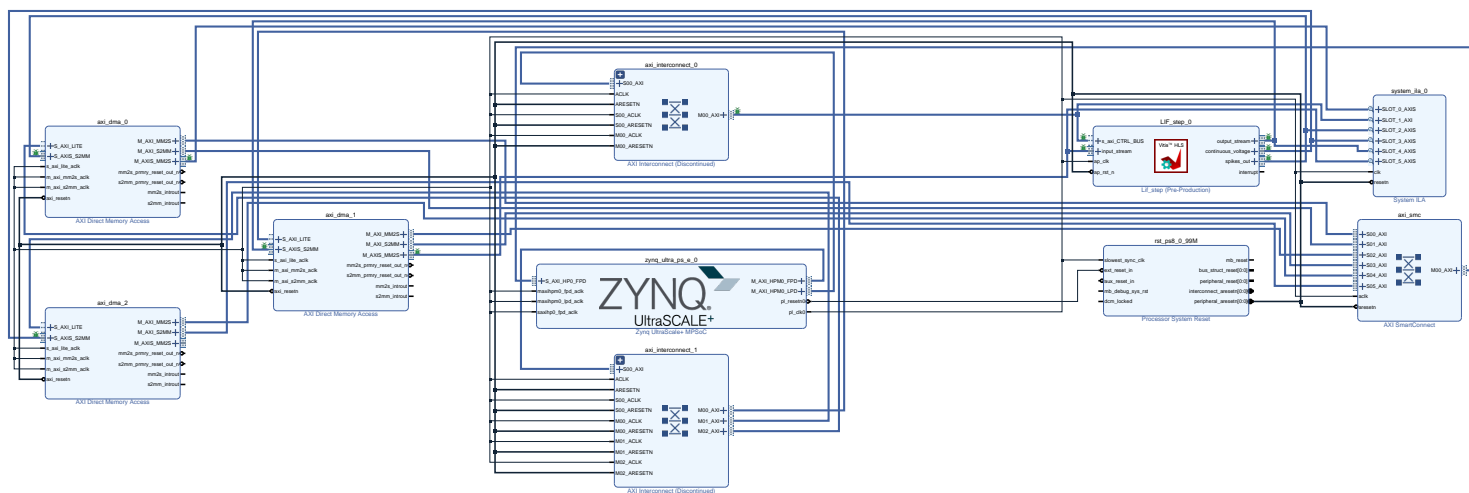 axi_dma_0
S_AXI_LITE
S_AXIS_S2MM
s_axi_lite_aclk
m_axi_mm2s_aclk
m_axi_s2mm_aclk
axi_resetn
M_AXI_MM2S
M_AXI_S2MM
M_AXIS_MM2S
mm2s_prmry_reset_out_n
s2mm_prmry_reset_out_n
mm2s_introut
s2mm_introut
AXI Direct Memory Access
axi_dma_1
S_AXI_LITE
S_AXIS_S2MM
s_axi_lite_aclk
m_axi_mm2s_aclk
m_axi_s2mm_aclk
axi_resetn
M_AXI_MM2S
M_AXI_S2MM
M_AXIS_MM2S
mm2s_prmry_reset_out_n
s2mm_prmry_reset_out_n
mm2s_introut
s2mm_introut
AXI Direct Memory Access
axi_dma_2
S_AXI_LITE
S_AXIS_S2MM
s_axi_lite_aclk
m_axi_mm2s_aclk
m_axi_s2mm_aclk
axi_resetn
M_AXI_MM2S
M_AXI_S2MM
M_AXIS_MM2S
mm2s_prmry_reset_out_n
s2mm_prmry_reset_out_n
mm2s_introut
s2mm_introut
AXI Direct Memory Access
axi_interconnect_0
S00_AXI
ACLK
ARESETN
S00_ACLK
S00_ARESETN
M00_ACLK
M00_ARESETN
M00_AXI
AXI Interconnect (Discontinued)
zynq_ultra_ps_e_0
S_AXI_HP0_FPD
maxihpm0_fpd_aclk
maxihpm0_lpd_aclk
saxihp0_fpd_aclk
ZYNQ
UltraSCALE+
M_AXI_HPM0_FPD
M_AXI_HPM0_LPD
pl_resetn0
pl_clk0
Zynq UltraScale+ MPSoC
axi_interconnect_1
S00_AXI
ACLK
ARESETN
S00_ACLK
S00_ARESETN
M00_ACLK
M00_ARESETN
M01_ACLK
M01_ARESETN
M02_ACLK
M02_ARESETN
M00_AXI
M01_AXI
M02_AXI
AXI Interconnect (Discontinued)
LIF_step_0
s_axi_CTRL_BUS
input_stream
ap_clk
ap_rst_n
Vitis™ HLS
output_stream
continuous_voltage
spikes_out
interrupt
Lif_step (Pre-Production)
rst_ps8_0_99M
slowest_sync_clk
ext_reset_in
aux_reset_in
mb_debug_sys_rst
dcm_locked
mb_reset
bus_struct_reset[0:0]
peripheral_reset[0:0]
interconnect_aresetn[0:0]
peripheral_aresetn[0:0]
Processor System Reset
system_ila_0
SLOT_0_AXIS
SLOT_1_AXI
SLOT_2_AXIS
SLOT_3_AXIS
SLOT_4_AXIS
SLOT_5_AXIS
clk
resetn
System ILA
axi_smc
S00_AXI
S01_AXI
S02_AXI
S03_AXI
S04_AXI
S05_AXI
aclk
aresetn
M00_AXI
AXI SmartConnect